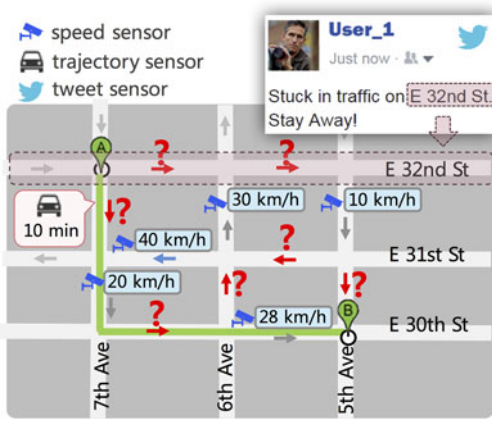 speed sensor
trajectory sensor
tweet sensor
User_1
Just now ·
Stuck in traffic on E 32nd St.
Stay Away!
A
? ?
E 32nd St
10 min
?
30 km/h
10 km/h
40 km/h
?
E 31st St
20 km/h
? ?
?
28 km/h
B
E 30th St
7th Ave
6th Ave
5th Ave